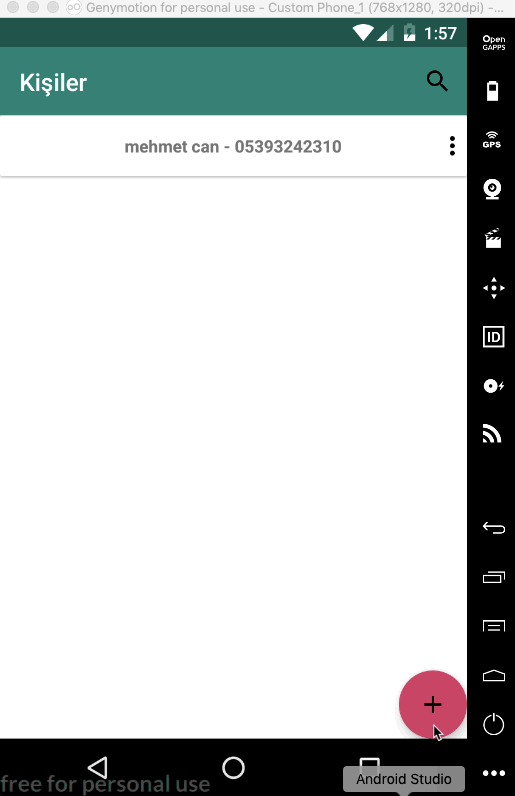 Genymotion for personal use - Custom Phone_1 (768x1280, 320dpi) -...
1:57
Kişiler
mehmet can - 05393242310
Open
GAPPS
GPS
ID
free for personal use
Android Studio